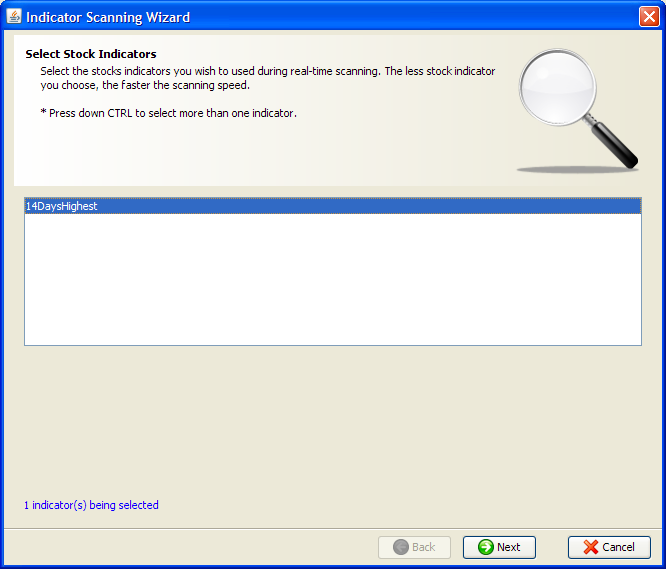 Indicator Scanning Wizard
Select Stock Indicators
Select the stocks indicators you wish to used during real-time scanning. The less stock indicator
you choose, the faster the scanning speed.
* Press down CTRL to select more than one indicator.
14DaysHighest
1 indicator(s) being selected
Back
Next
Cancel